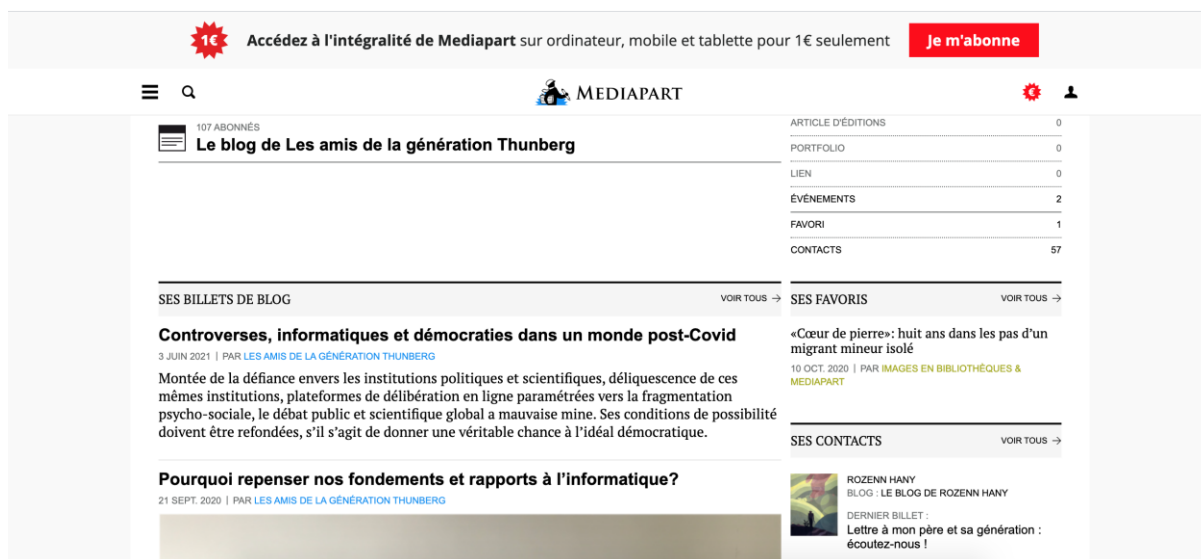 1€ Accédez à l'intégralité de Mediapart sur ordinateur, mobile et tablette pour 1€ seulement Je m'abonne
MEDIAPART €
107 ABONNÉS
Le blog de Les amis de la génération Thunberg
ARTICLE D'ÉDITIONS 0
PORTFOLIO 0
LIEN 0
ÉVÉNEMENTS 2
FAVORI 1
CONTACTS 57
SES BILLETS DE BLOG VOIR TOUS →
Controverses, informatiques et démocraties dans un monde post-Covid
3 JUIN 2021 | PAR LES AMIS DE LA GÉNÉRATION THUNBERG
Montée de la défiance envers les institutions politiques et scientifiques, déliquescence de ces
mêmes institutions, plateformes de délibération en ligne paramétrées vers la fragmentation
psycho-sociale, le débat public et scientifique global a mauvaise mine. Ses conditions de possibilité
doivent être refondées, s'il s'agit de donner une véritable chance à l'idéal démocratique.
Pourquoi repenser nos fondements et rapports à l'informatique?
21 SEPT. 2020 | PAR LES AMIS DE LA GÉNÉRATION THUNBERG
SES FAVORIS VOIR TOUS →
«Cœur de pierre»: huit ans dans les pas d'un
migrant mineur isolé
10 OCT. 2020 | PAR IMAGES EN BIBLIOTHÈQUES &
MEDIAPART
SES CONTACTS VOIR TOUS →
ROZENN HANY
BLOG : LE BLOG DE ROZENN HANY
DERNIER BILLET :
Lettre à mon père et sa génération :
écoutez-nous !